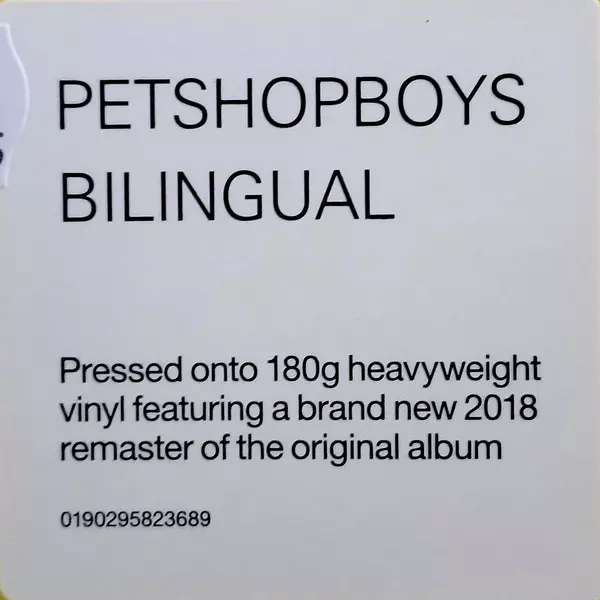 PETSHOPBOYS
BILINGUAL
Pressed onto 180g heavyweight
vinyl featuring a brand new 2018
remaster of the original album
0190295823689